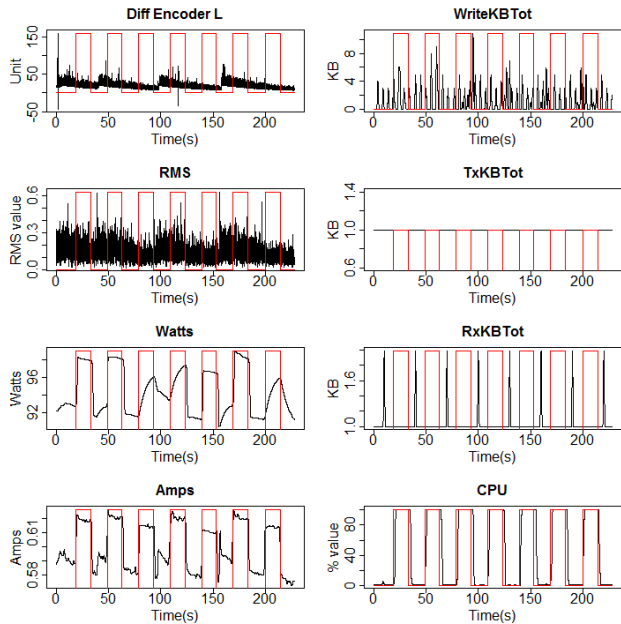 Diff Encoder L
Unit
-50 50 150
0 50 100 150 200
Time(s)
WriteKBTot
KB
0 4 8
0 50 100 150 200
Time(s)
RMS
RMS value
0.0 0.3 0.6
0 50 100 150 200
Time(s)
TxKBTot
KB
0.6 1.0 1.4
0 50 100 150 200
Time(s)
Watts
Watts
92 96
0 50 100 150 200
Time(s)
RxKBTot
KB
1.0 1.6
0 50 100 150 200
Time(s)
Amps
Amps
0.58 0.61
0 50 100 150 200
Time(s)
CPU
% value
0 40 80
0 50 100 150 200
Time(s)